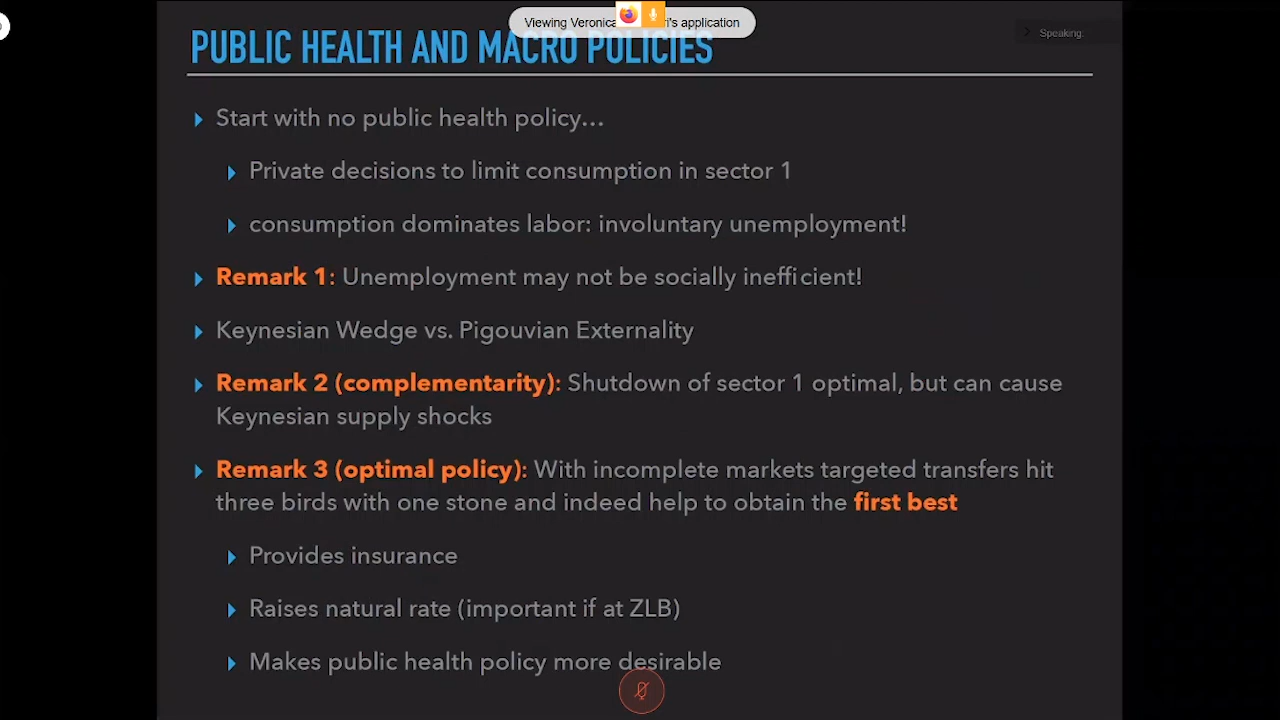 Viewing Veronica ri's application
Speaking:
PUBLIC HEALTH AND MACRO POLICIES
Start with no public health policy…
Private decisions to limit consumption in sector 1
consumption dominates labor: involuntary unemployment!
Remark 1: Unemployment may not be socially inefficient!
Keynesian Wedge vs. Pigouvian Externality
Remark 2 (complementarity): Shutdown of sector 1 optimal, but can cause
Keynesian supply shocks
Remark 3 (optimal policy): With incomplete markets targeted transfers hit
three birds with one stone and indeed help to obtain the first best
Provides insurance
Raises natural rate (important if at ZLB)
Makes public health policy more desirable